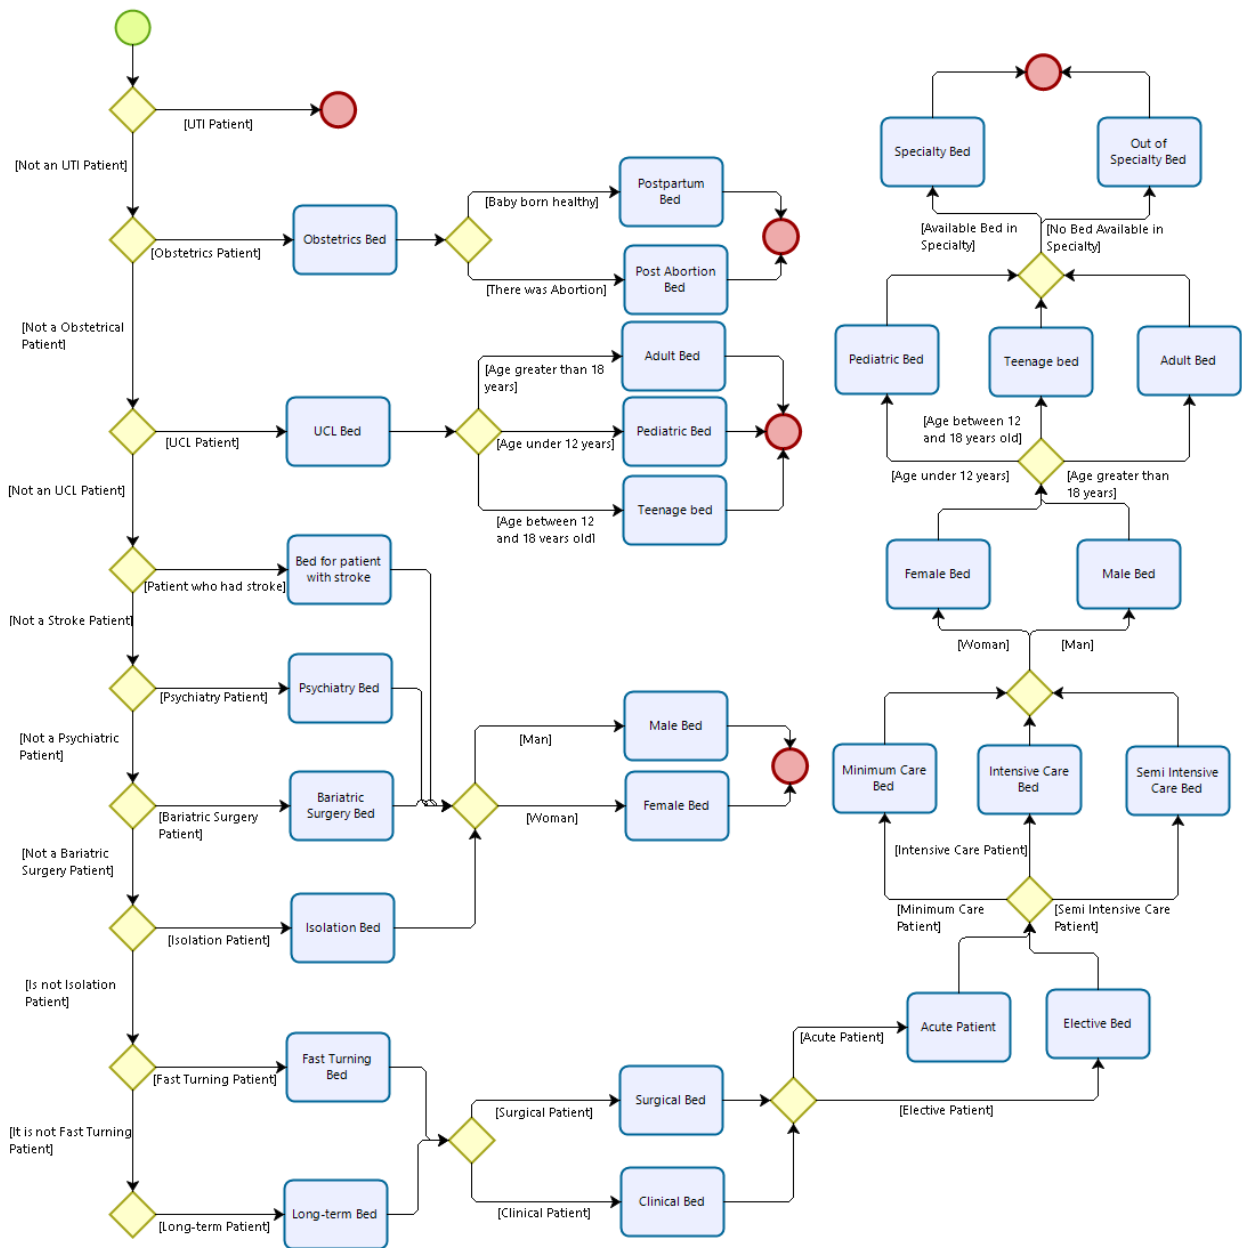 [UTI Patient]
[Not an UTI Patient]
Obstetrics Bed
[Obstetrics Patient]
[Baby born healthy]
Postpartum
Bed
[There was Abortion]
Post Abortion
Bed
[Not a Obstetrical
Patient]
UCL Bed
[UCL Patient]
[Age greater than 18
years]
Adult Bed
[Age under 12 years]
Pediatric Bed
[Age between 12
and 18 years old]
Teenage bed
[Not an UCL Patient]
Bed for patient
with stroke
[Patient who had stroke]
[Not a Stroke Patient]
Psychiatry Bed
[Psychiatry Patient]
[Not a Psychiatric
Patient]
Bariatric
Surgery Bed
[Bariatric Surgery
Patient]
[Not a Bariatric
Surgery Patient]
Isolation Bed
[Isolation Patient]
[Man]
Male Bed
[Woman]
Female Bed
[Is not Isolation
Patient]
Fast Turning
Bed
[Fast Turning Patient]
[It is not Fast Turning
Patient]
Long-term Bed
[Long-term Patient]
[Surgical Patient]
Surgical Bed
[Clinical Patient]
Clinical Bed
[Acute Patient]
Acute Patient
[Elective Patient]
Elective Bed
[Minimum Care
Patient]
[Intensive Care Patient]
[Semi Intensive Care
Patient]
Minimum Care
Bed
Intensive Care
Bed
Semi Intensive
Care Bed
[Woman]
[Man]
Female Bed
Male Bed
[Age under 12 years]
[Age between 12
and 18 years old]
[Age greater than
18 years]
Pediatric Bed
Teenage bed
Adult Bed
[Available Bed in
Specialty]
[No Bed Available in
Specialty]
Specialty Bed
Out of
Specialty Bed